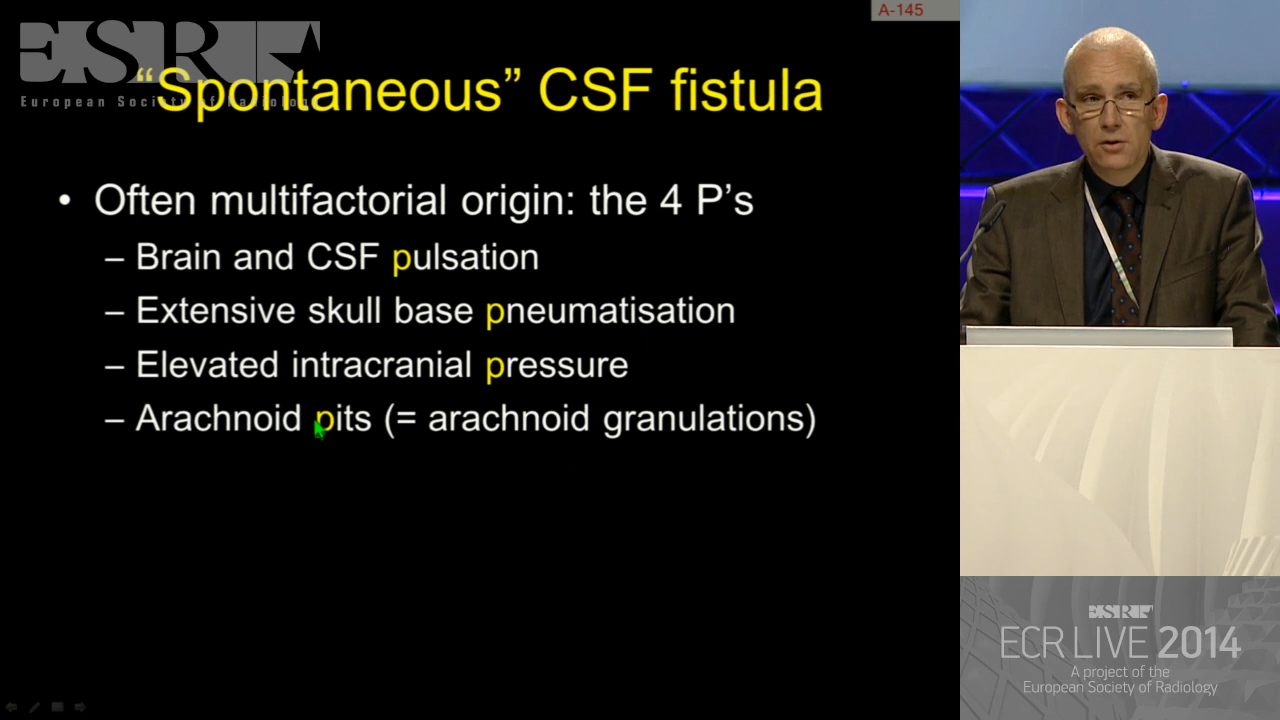 A-145
ESR
European Society of Radiology
“Spontaneous” CSF fistula
• Often multifactorial origin: the 4 P’s
– Brain and CSF pulsation
– Extensive skull base pneumatisation
– Elevated intracranial pressure
– Arachnoid pits (= arachnoid granulations)
ESR
ECR LIVE 2014
A project of the
European Society of Radiology